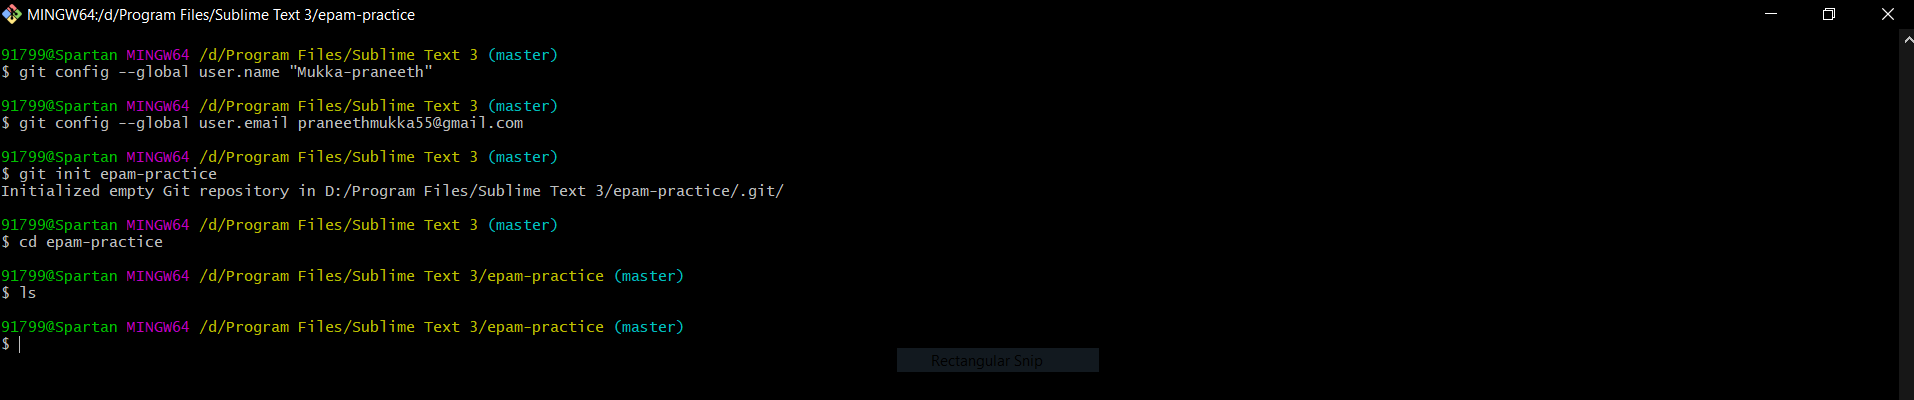 MINGW64:/d/Program Files/Sublime Text 3/epam-practice
91799@Spartan MINGW64 /d/Program Files/Sublime Text 3 (master)
$ git config --global user.name "Mukka-praneeth"
91799@Spartan MINGW64 /d/Program Files/Sublime Text 3 (master)
$ git config --global user.email praneethmukka55@gmail.com
91799@Spartan MINGW64 /d/Program Files/Sublime Text 3 (master)
$ git init epam-practice
Initialized empty Git repository in D:/Program Files/Sublime Text 3/epam-practice/.git/
91799@Spartan MINGW64 /d/Program Files/Sublime Text 3 (master)
$ cd epam-practice
91799@Spartan MINGW64 /d/Program Files/Sublime Text 3/epam-practice (master)
$ ls
91799@Spartan MINGW64 /d/Program Files/Sublime Text 3/epam-practice (master)
$
Rectangular Snip